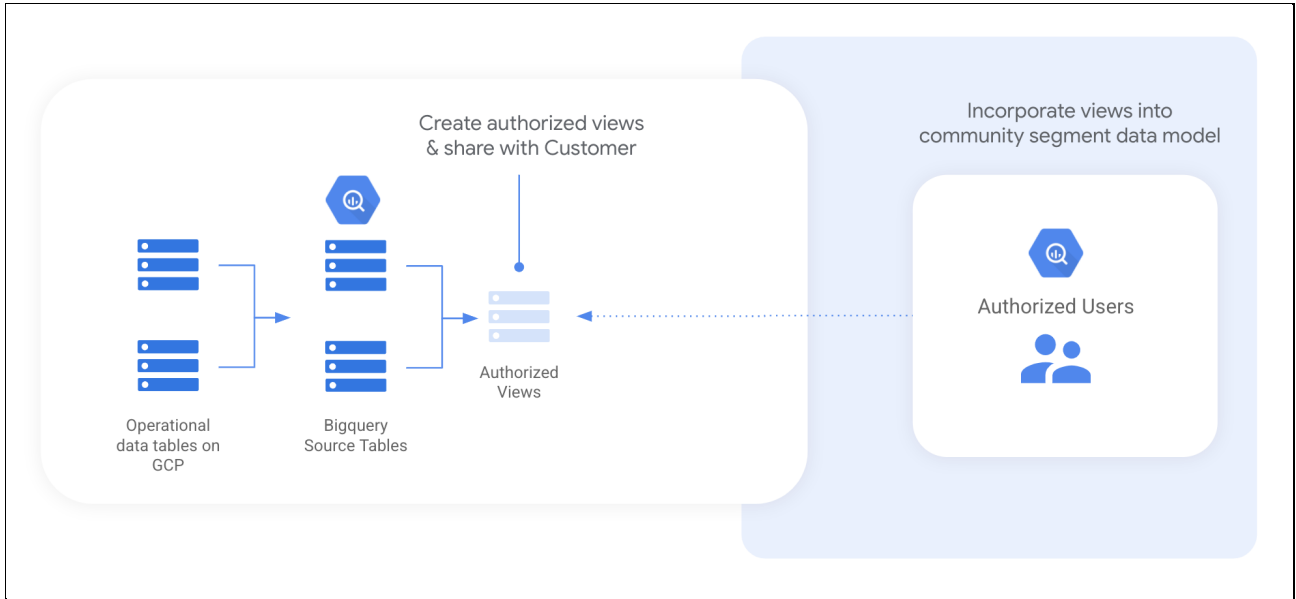 Create authorized views
& share with Customer
Incorporate views into
community segment data model
Operational
data tables on
GCP
Bigquery
Source Tables
Authorized
Views
Authorized Users